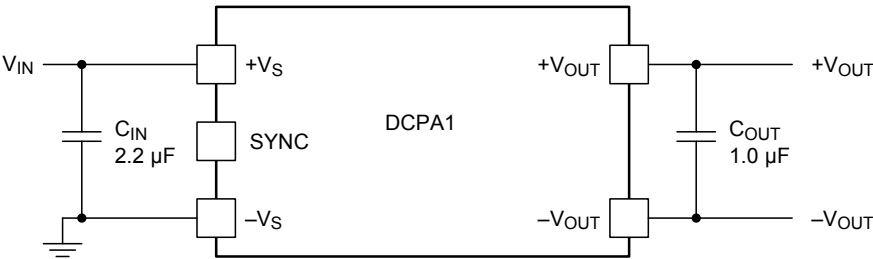 VIN
+VS
+VOUT
+VOUT
CIN
2.2 μF
SYNC
DCPA1
COUT
1.0 μF
–VS
–VOUT
–VOUT